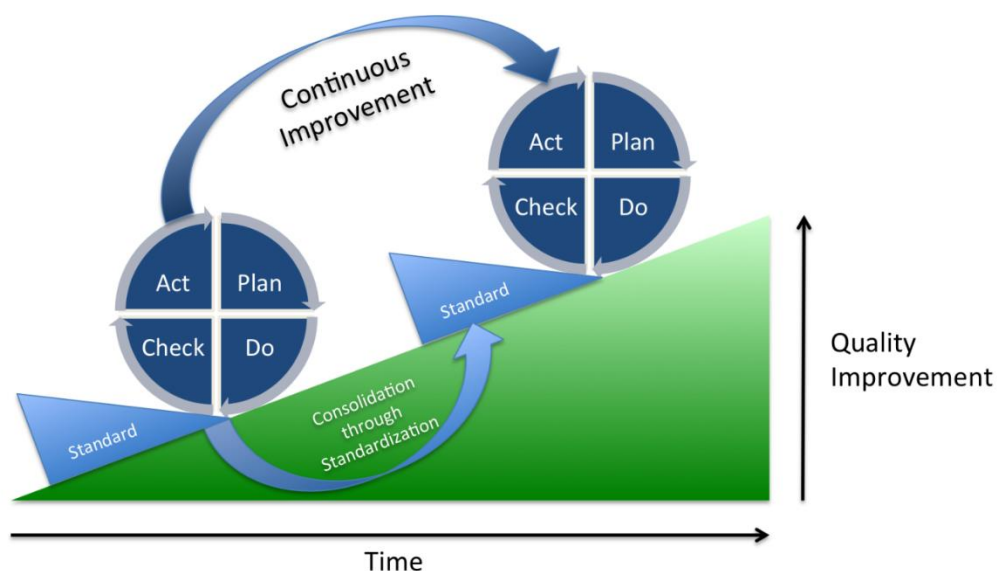 Continuous
Improvement
Act
Plan
Check
Do
Act
Plan
Check
Do
Standard
Standard
Consolidation
through
Standardization
Quality
Improvement
Time